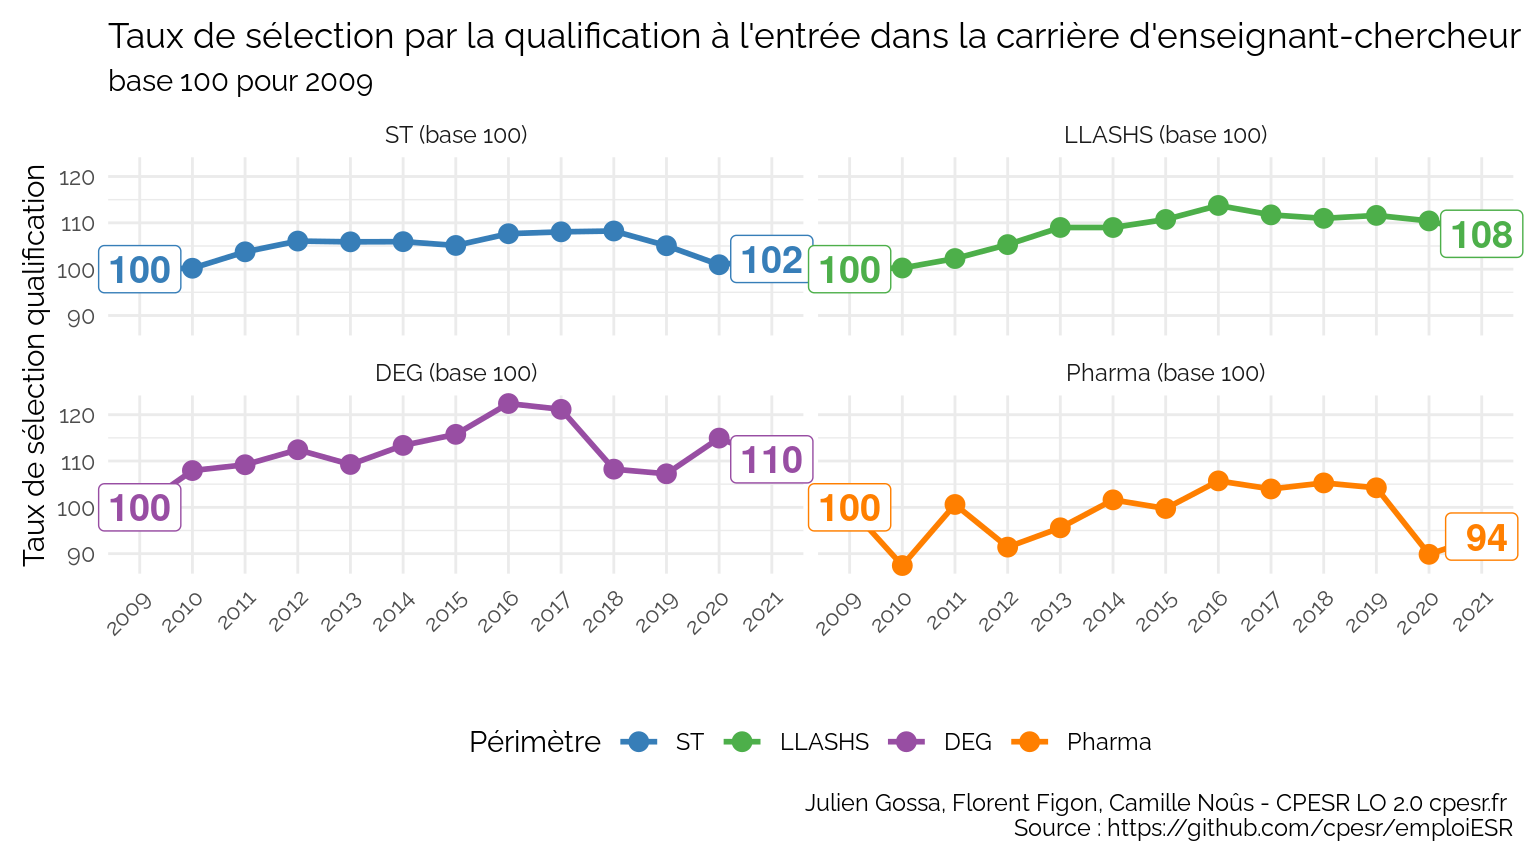 Taux de sélection par la qualification à l'entrée dans la carrière d'enseignant-chercheur
base 100 pour 2009
Taux de sélection qualification
ST (base 100)
120
110
100
90
100
102
LLASHS (base 100)
100
108
DEG (base 100)
120
110
100
90
100
110
2009 2010 2011 2012 2013 2014 2015 2016 2017 2018 2019 2020 2021
Pharma (base 100)
100
94
2009 2010 2011 2012 2013 2014 2015 2016 2017 2018 2019 2020 2021
Périmètre ST LLASHS DEG Pharma
Julien Gossa, Florent Figon, Camille Noûs - CPESR LO 2.0 cpesr.fr
Source : https://github.com/cpesr/emploiESR